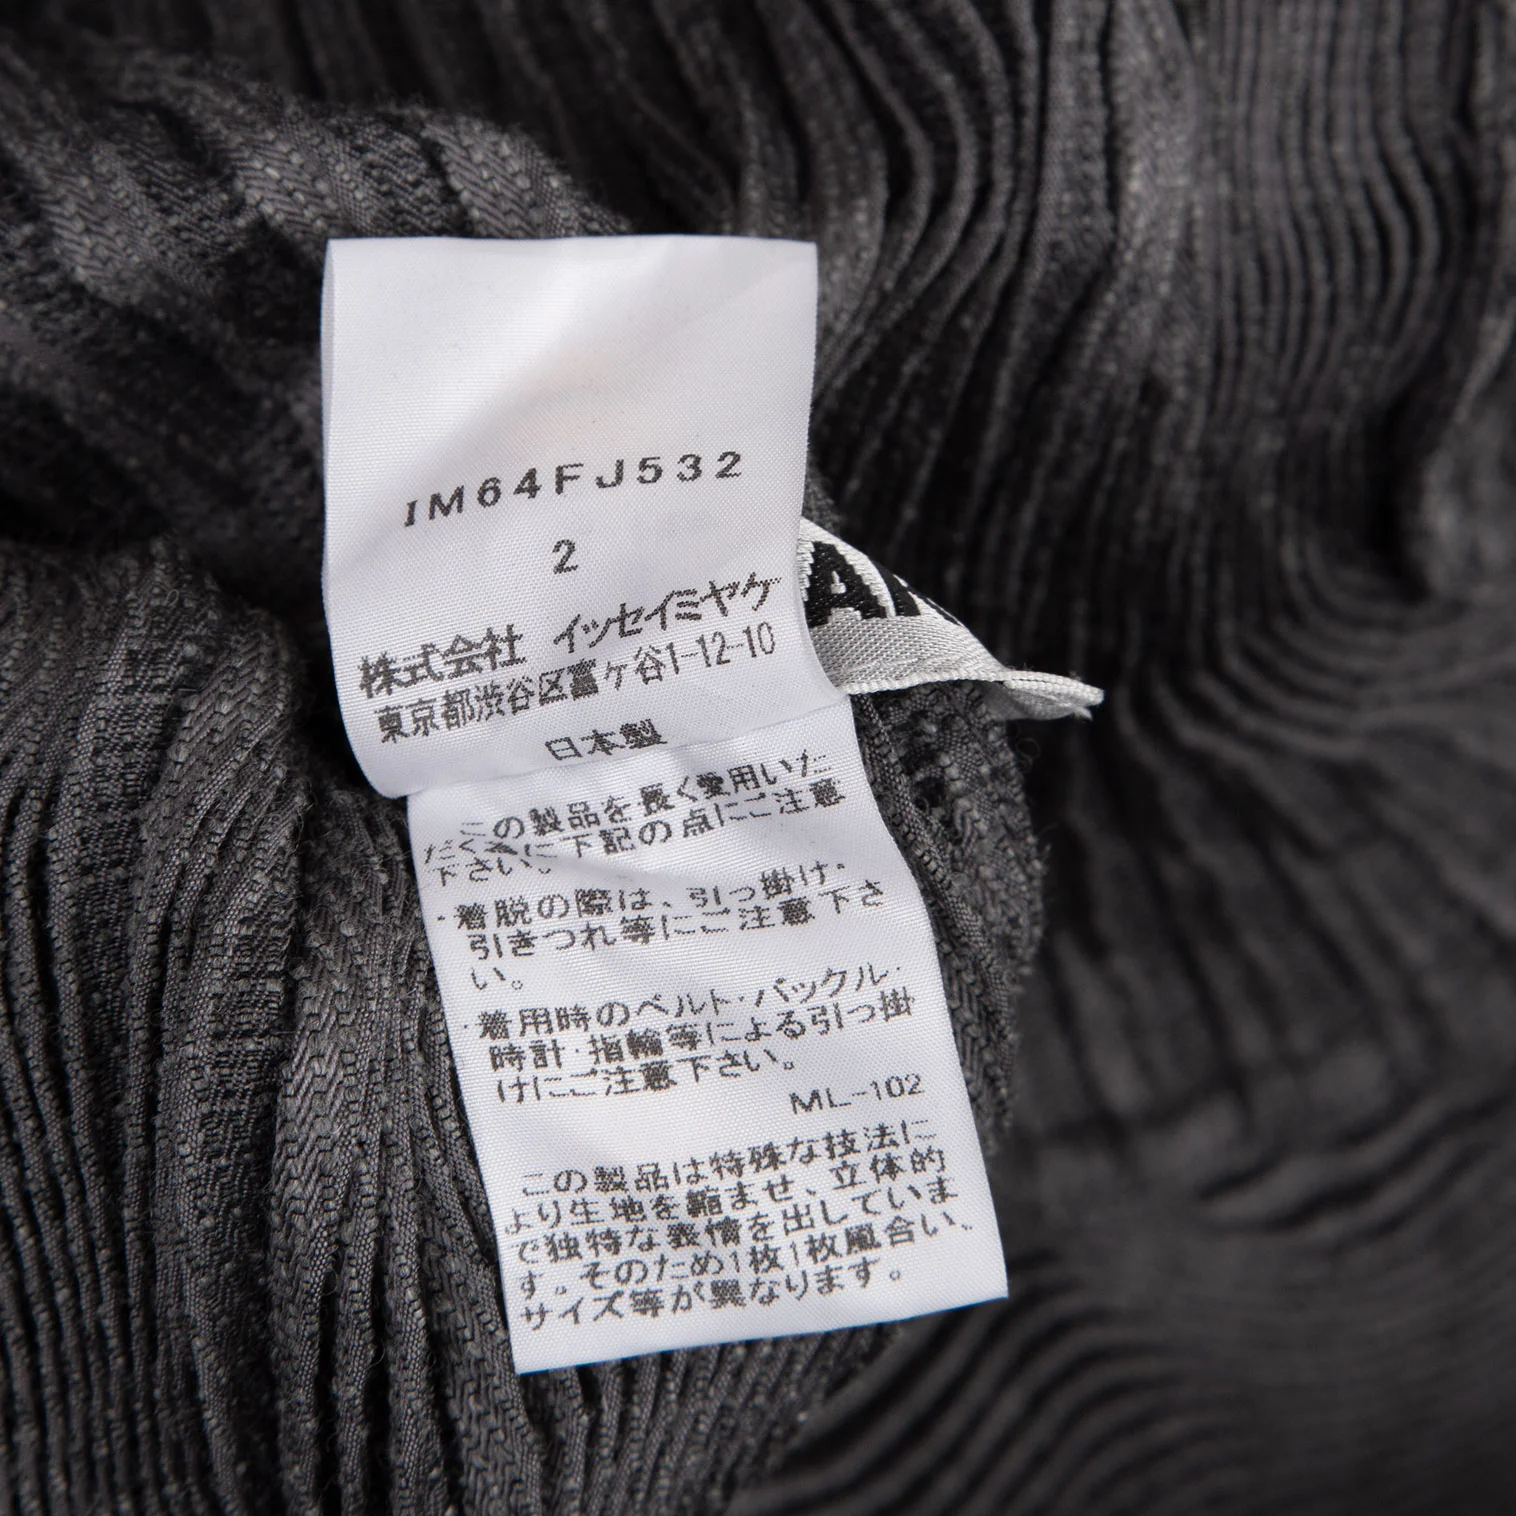 IM64FJ532
2
株式会社 イッセイミヤケ
東京都渋谷区富ケ谷1-12-10
日本製
この製品を長く愛用いた
だくために下記の点にご注意
下さい。
・着脱の際は、引っ掛け・
引きつれ等にご注意下さ
い。
・着用時のベルト・バックル・
時計・指輪等による引っ掛
けにご注意下さい。
ML-102
この製品は特殊な技法に
より生地を縮ませ、立体的
で独特な表情を出していま
す。そのため1枚1枚風合い、
サイズ等が異なります。